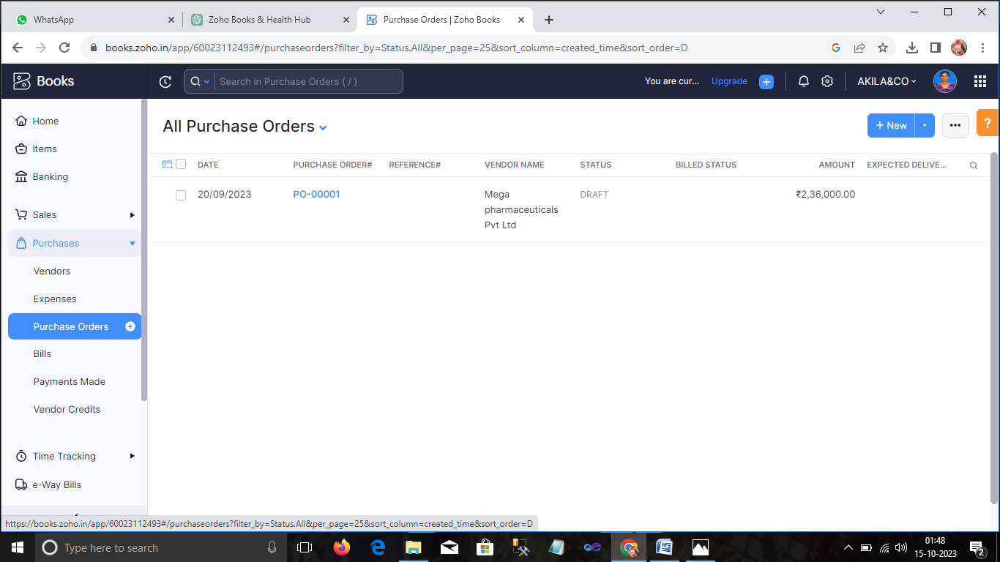 WhatsApp
Zoho Books & Health Hub
Purchase Orders | Zoho Books
books.zoho.in/app/60023112493#/purchaseorders?filter_by=Status.All&per_page=25&sort_column=created_time&sort_order=D
Books
Search in Purchase Orders ( / )
You are cur...
Upgrade
AKILA&CO
Home
Items
Banking
Sales
Purchases
Vendors
Expenses
Purchase Orders
Bills
Payments Made
Vendor Credits
Time Tracking
e-Way Bills
All Purchase Orders
+ New
?
DATE PURCHASE ORDER# REFERENCE# VENDOR NAME STATUS BILLED STATUS AMOUNT EXPECTED DELIVE...
20/09/2023 PO-00001 Mega DRAFT ₹2,36,000.00
pharmaceuticals
Pvt Ltd
https://books.zoho.in/app/60023112493#/purchaseorders?filter_by=Status.All&per_page=25&sort_column=created_time&sort_order=D
Type here to search
01:48
15-10-2023
2